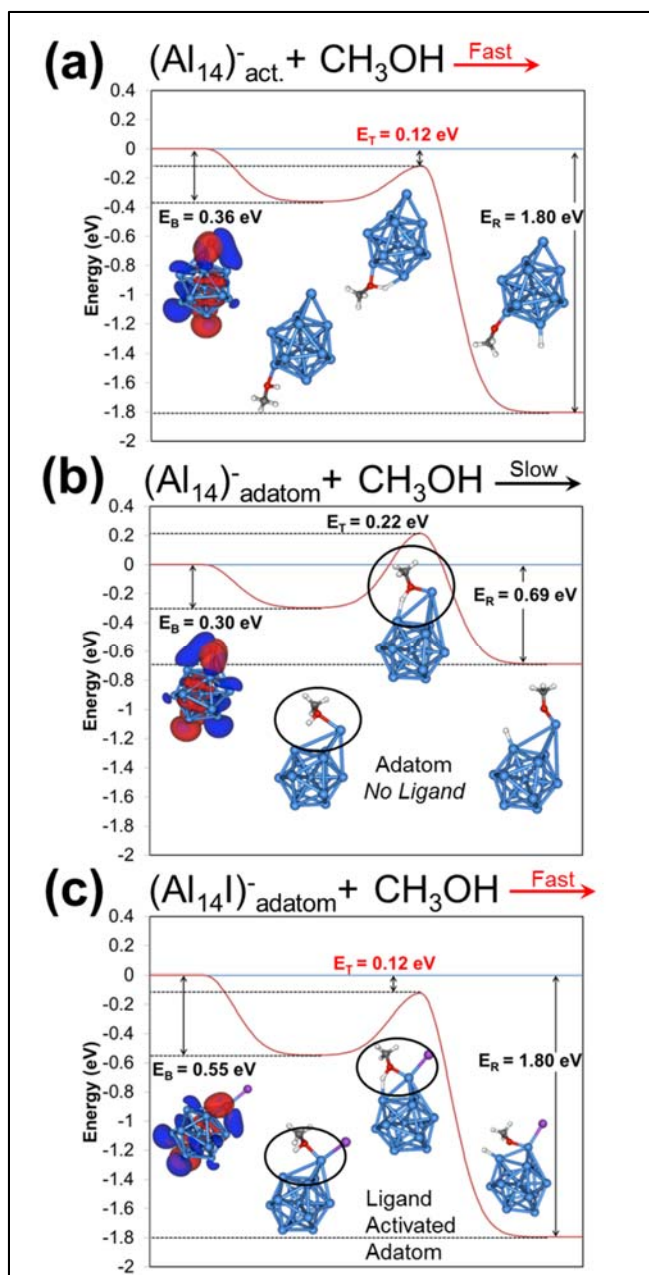 (a) (Al14)-act. + CH3OH Fast
0.4
0.2
0
-0.2
-0.4
-0.6
-0.8
-1
-1.2
-1.4
-1.6
-1.8
-2
Energy (eV)
ET = 0.12 eV
EB = 0.36 eV
ER = 1.80 eV
(b) (Al14)-adatom + CH3OH Slow
0.4
0.2
0
-0.2
-0.4
-0.6
-0.8
-1
-1.2
-1.4
-1.6
-1.8
-2
Energy (eV)
ET = 0.22 eV
EB = 0.30 eV
ER = 0.69 eV
Adatom
No Ligand
(c) (Al14I)-adatom + CH3OH Fast
0.4
0.2
0
-0.2
-0.4
-0.6
-0.8
-1
-1.2
-1.4
-1.6
-1.8
-2
Energy (eV)
ET = 0.12 eV
EB = 0.55 eV
ER = 1.80 eV
Ligand
Activated
Adatom